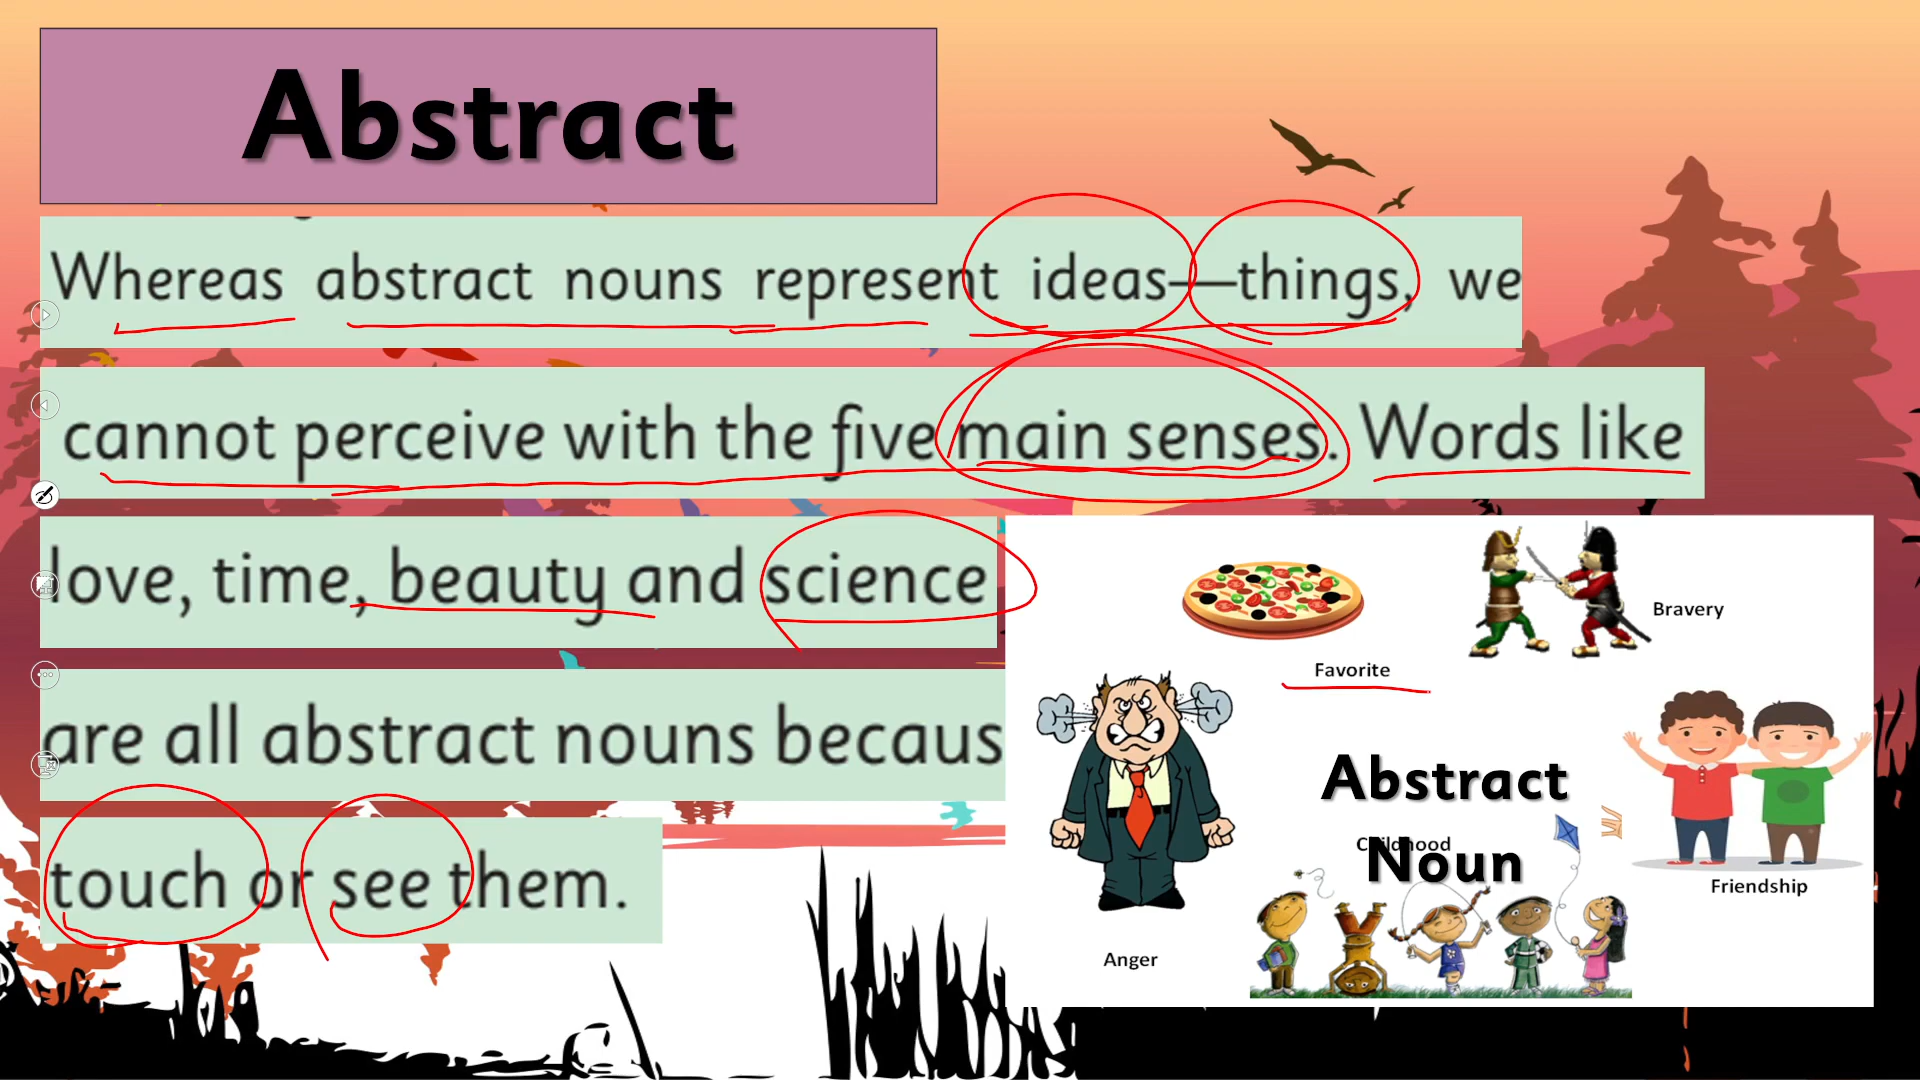 Abstract
Whereas abstract nouns represent ideas—things, we
cannot perceive with the five main senses. Words like
love, time, beauty and science
are all abstract nouns becaus
touch or see them.
Bravery
Favorite
Abstract
Childhood
Noun
Friendship
Anger